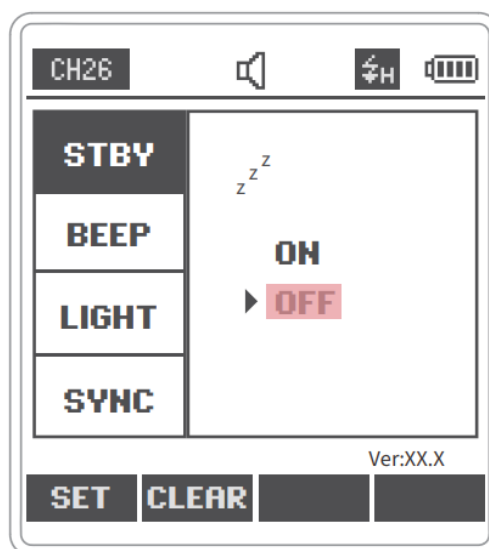 CH26 H
STBY
z z z
BEEP
ON
LIGHT
OFF
SYNC
Ver:XX.X
SET CLEAR